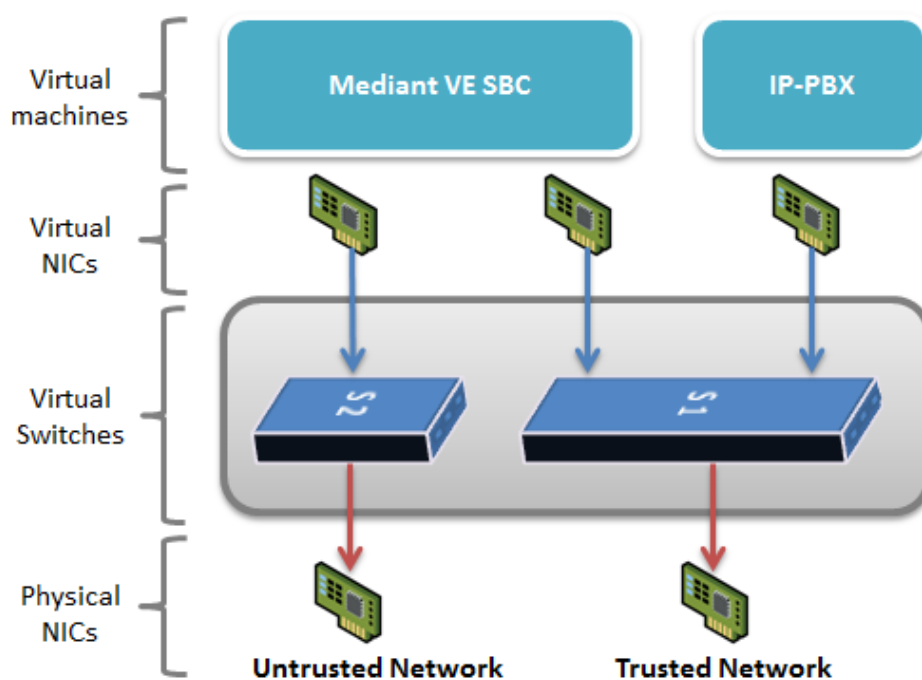 Virtual
machines
Mediant VE SBC
IP-PBX
Virtual
NICs
Virtual
Switches
S2
S1
Physical
NICs
Untrusted Network
Trusted Network